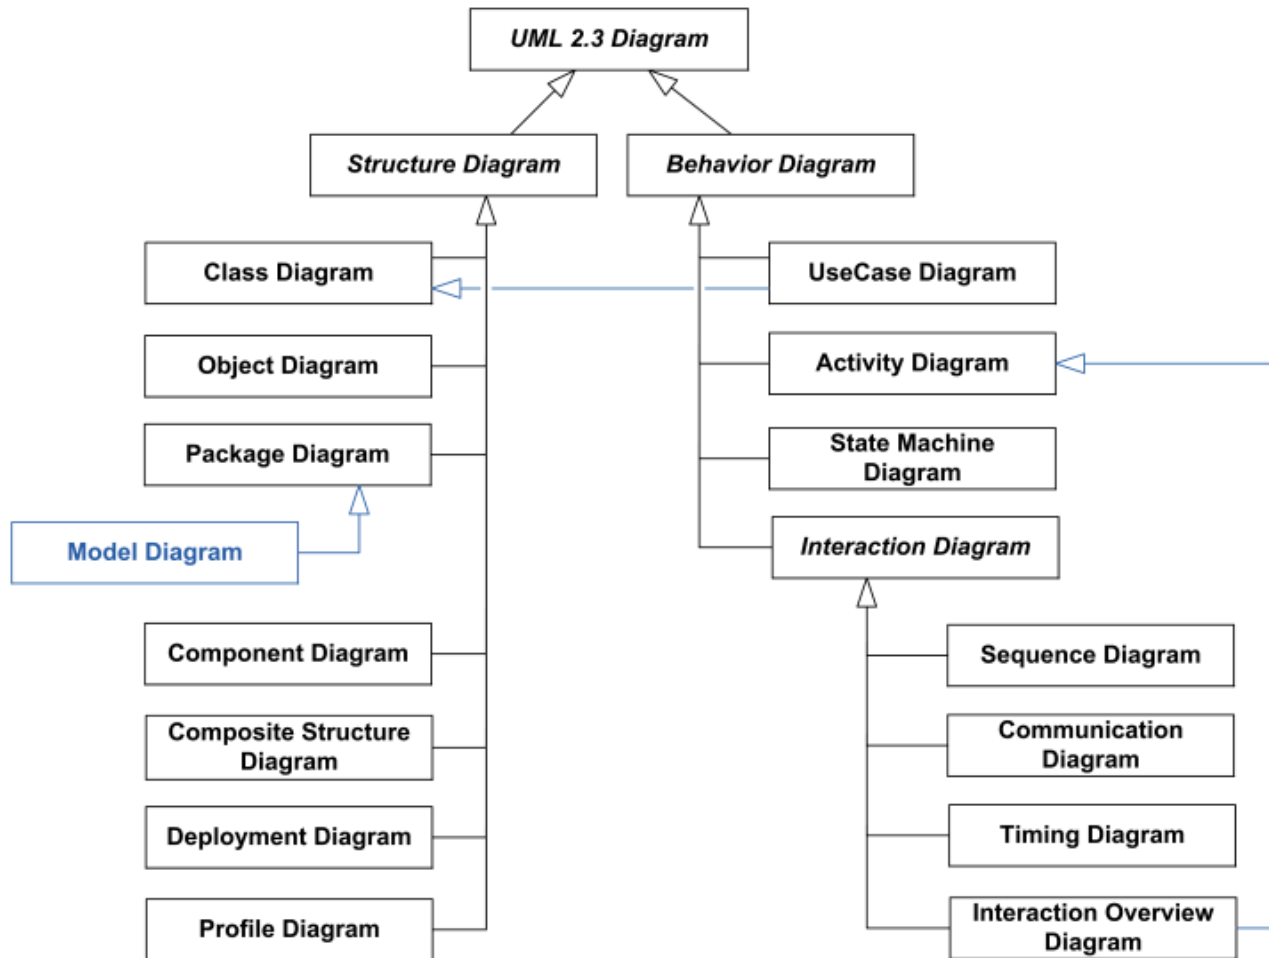 UML 2.3 Diagram
Structure Diagram
Behavior Diagram
Class Diagram
UseCase Diagram
Object Diagram
Activity Diagram
Package Diagram
State Machine
Diagram
Model Diagram
Interaction Diagram
Component Diagram
Sequence Diagram
Composite Structure
Diagram
Communication
Diagram
Deployment Diagram
Timing Diagram
Profile Diagram
Interaction Overview
Diagram